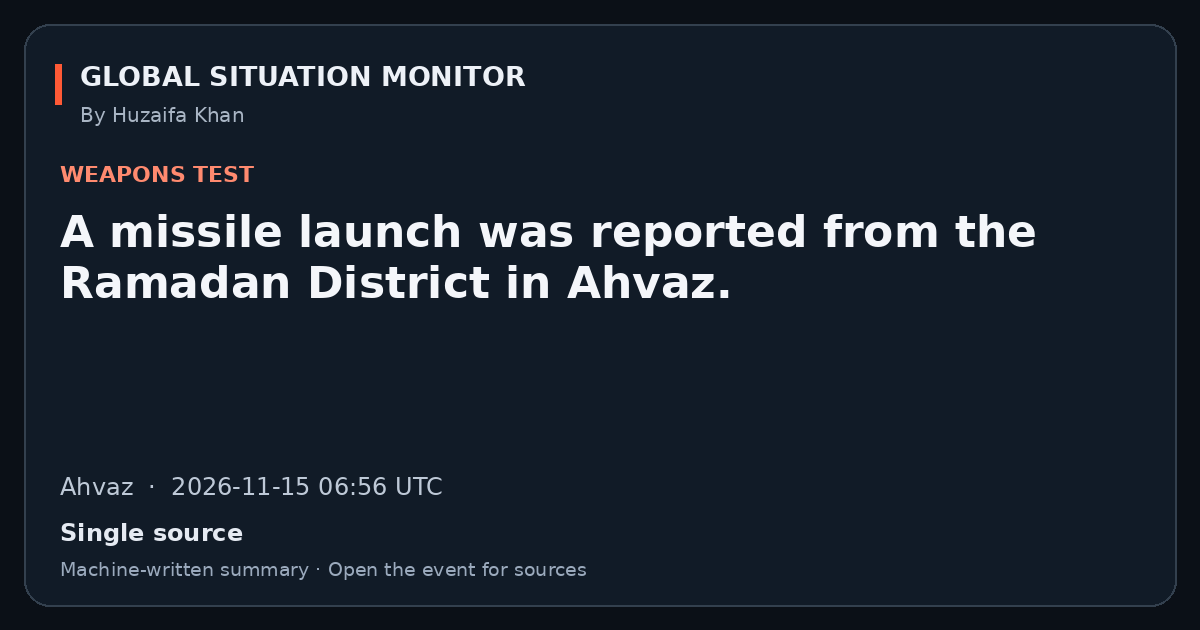 GLOBAL SITUATION MONITOR
By Huzaifa Khan
WEAPONS TEST
A missile launch was reported from the
Ramadan District in Ahvaz.
Ahvaz · 2026-11-15 06:56 UTC
Single source
Machine-written summary · Open the event for sources